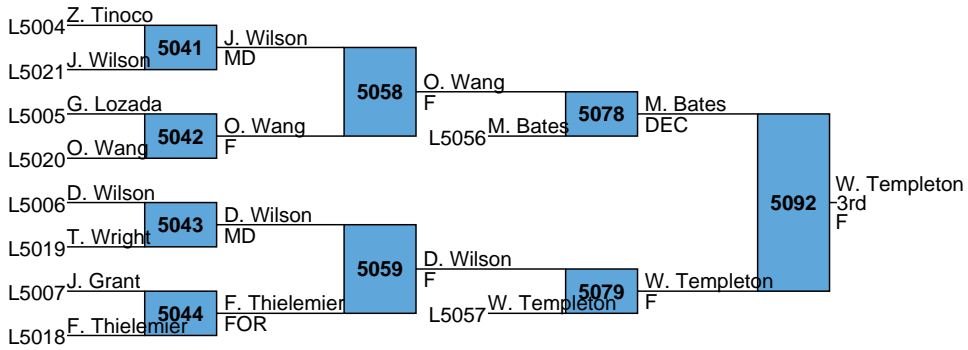 Z. Tinoco
L5004
5041
J. Wilson
MD
J. Wilson
L5021
5058
O. Wang
F
G. Lozada
L5005
5042
O. Wang
F
O. Wang
L5020
M. Bates
L5056
5078
M. Bates
DEC
D. Wilson
L5006
5043
D. Wilson
MD
T. Wright
L5019
5059
D. Wilson
F
J. Grant
L5007
5044
F. Thielemier
FOR
F. Thielemier
L5018
W. Templeton
L5057
5079
W. Templeton
F
5092
W. Templeton
3rd
F